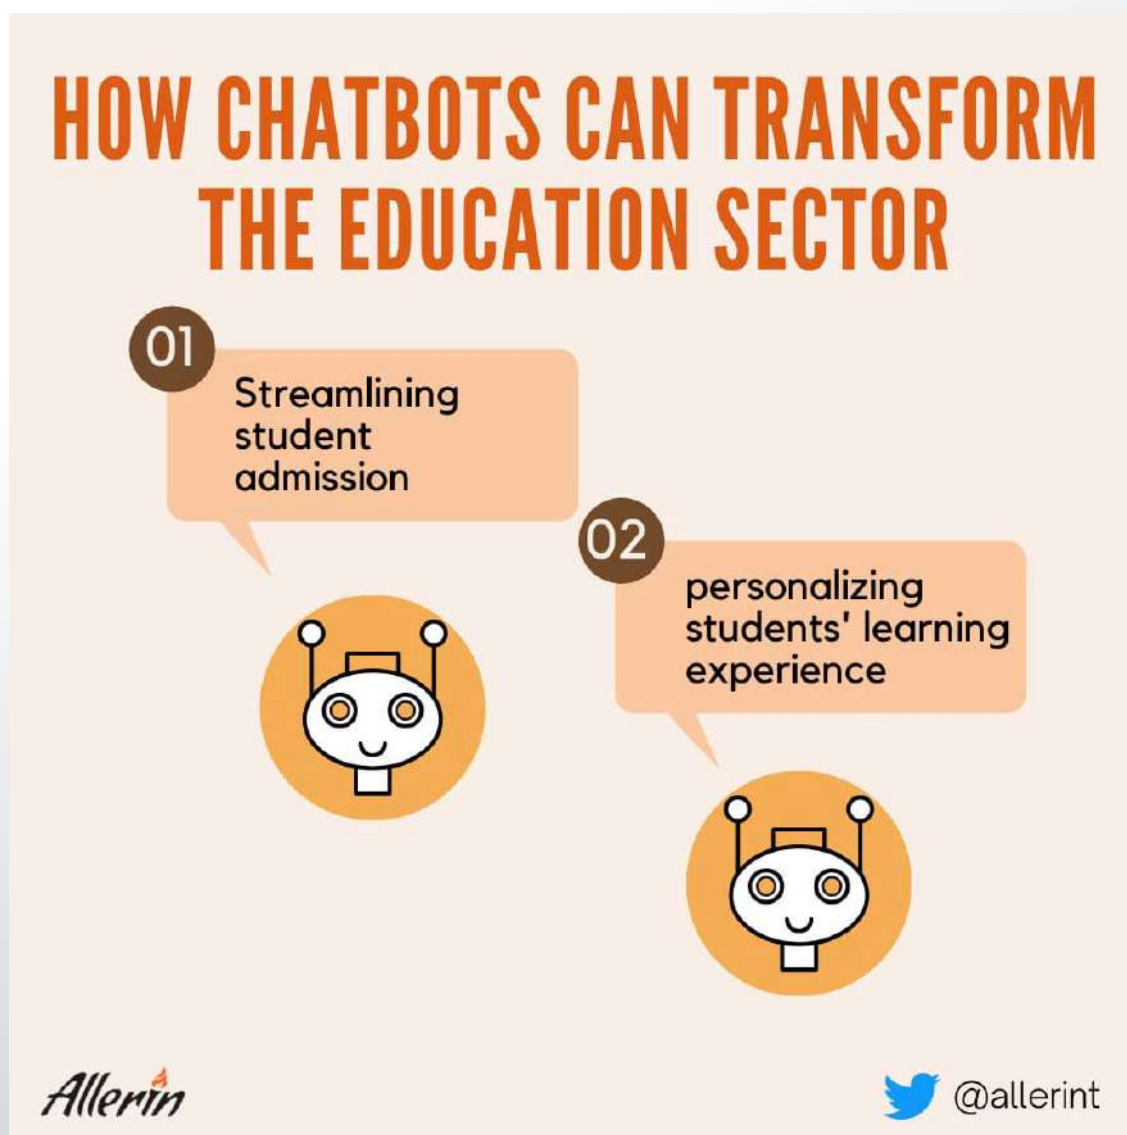 HOW CHATBOTS CAN TRANSFORM
THE EDUCATION SECTOR
01
Streamlining
student
admission
02
personalizing
students' learning
experience
Allerin
@allerint